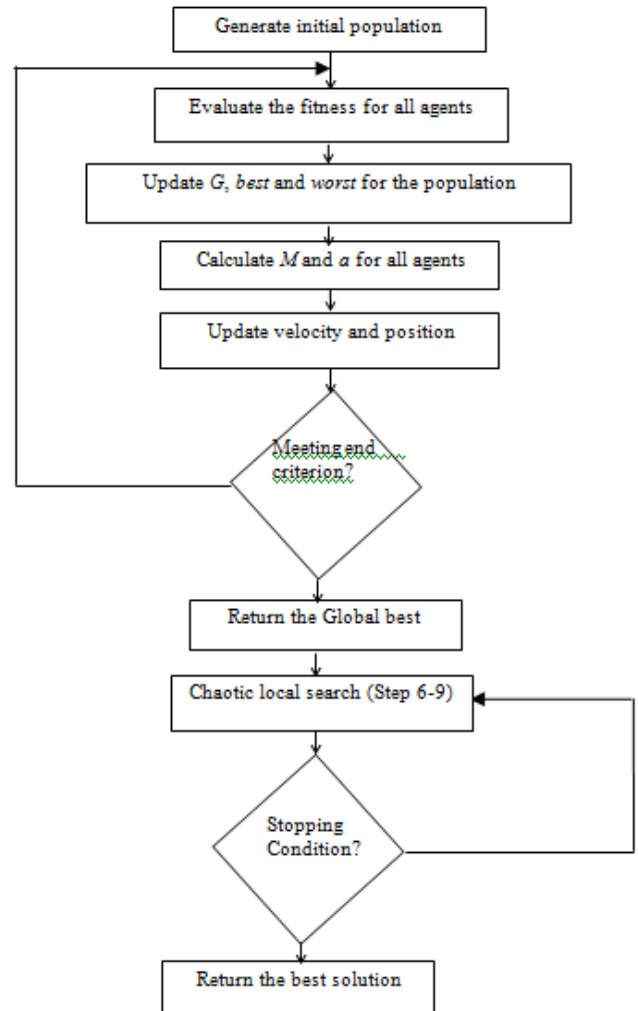 Generate initial population
Evaluate the fitness for all agents
Update G, best and worst for the population
Calculate M and a for all agents
Update velocity and position
Meeting end
criterion?
Return the Global best
Chaotic local search (Step 6-9)
Stopping
Condition?
Return the best solution